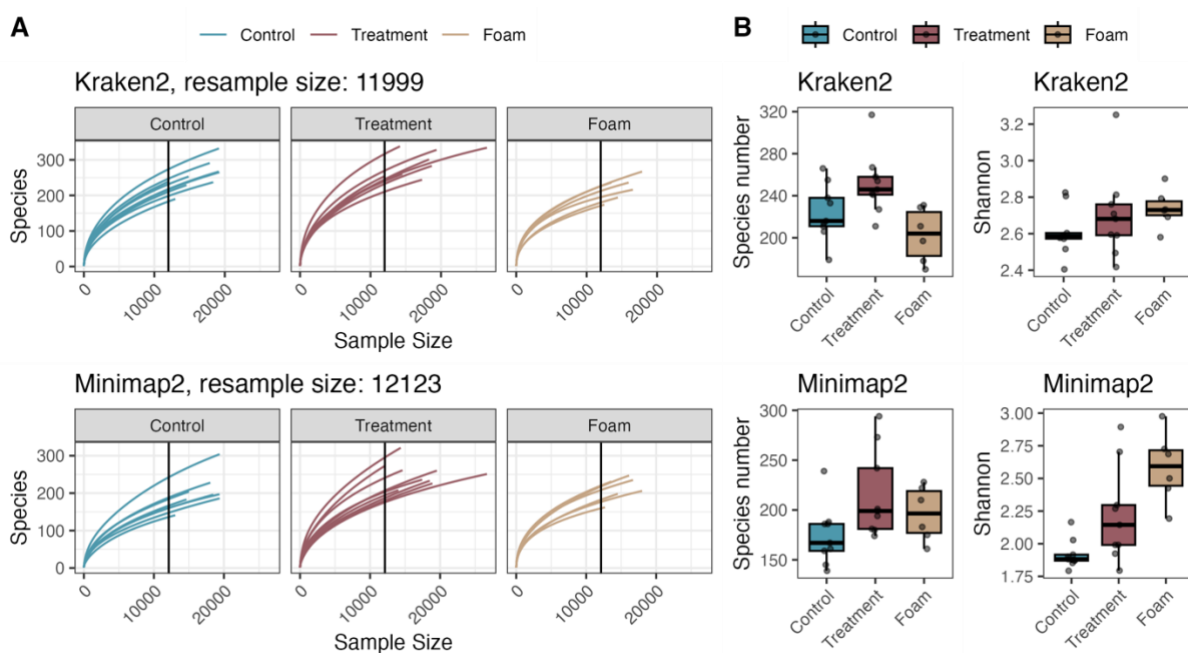 A
Control Treatment Foam
Kraken2, resample size: 11999
Control Treatment Foam
Species
300
200
100
0
0 10000 20000 0 10000 20000 0 10000 20000
Sample Size
Minimap2, resample size: 12123
Control Treatment Foam
Species
300
200
100
0
0 10000 20000 0 10000 20000 0 10000 20000
Sample Size
B
Control Treatment Foam
Kraken2
Species number
320
280
240
200
Control Treatment Foam
Kraken2
Shannon
3.2
3.0
2.8
2.6
2.4
Control Treatment Foam
Minimap2
Species number
300
250
200
150
Control Treatment Foam
Minimap2
Shannon
3.00
2.75
2.50
2.25
2.00
1.75
Control Treatment Foam